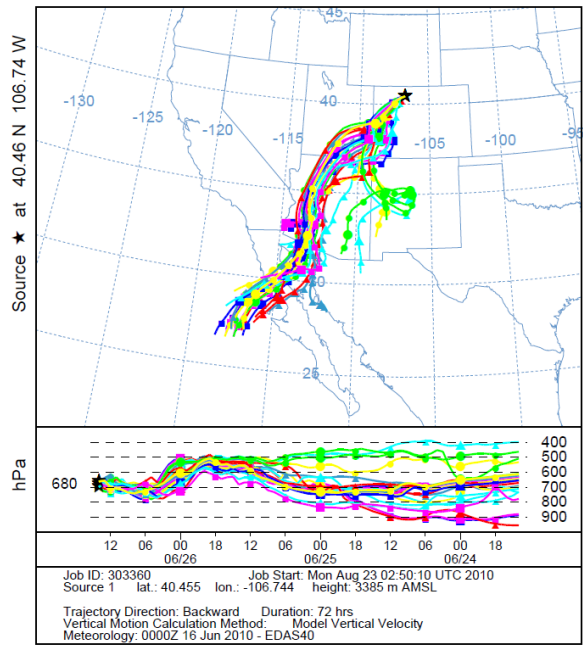 Source ★ at 40.46 N 106.74 W
45
-130
-125
40
-120
-115
-105
-100
-95
30
25
hPa
680
400
500
600
700
800
900
12 06 00 18 12 06 00 18 12 06 00 18
06/26 06/25 06/24
Job ID: 303360 Job Start: Mon Aug 23 02:50:10 UTC 2010
Source 1 lat.: 40.455 lon.: -106.744 height: 3385 m AMSL
Trajectory Direction: Backward Duration: 72 hrs
Vertical Motion Calculation Method: Model Vertical Velocity
Meteorology: 0000Z 16 Jun 2010 - EDAS40